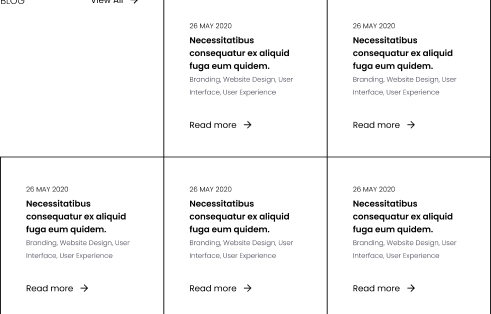 BLOG
View All →
26 MAY 2020
Necessitatibus
consequatur ex aliquid
fuga eum quidem.
Branding, Website Design, User
Interface, User Experience
Read more →
26 MAY 2020
Necessitatibus
consequatur ex aliquid
fuga eum quidem.
Branding, Website Design, User
Interface, User Experience
Read more →
26 MAY 2020
Necessitatibus
consequatur ex aliquid
fuga eum quidem.
Branding, Website Design, User
Interface, User Experience
Read more →
26 MAY 2020
Necessitatibus
consequatur ex aliquid
fuga eum quidem.
Branding, Website Design, User
Interface, User Experience
Read more →
26 MAY 2020
Necessitatibus
consequatur ex aliquid
fuga eum quidem.
Branding, Website Design, User
Interface, User Experience
Read more →